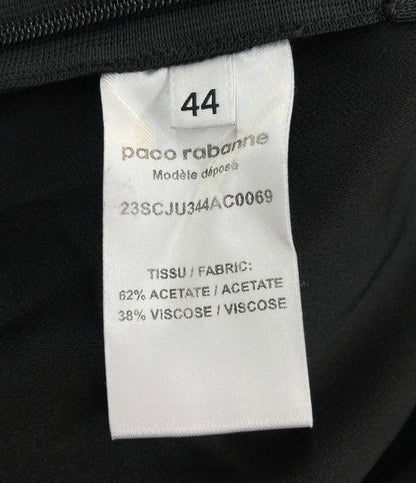 44
paco rabanne
Modèle déposé
23SCJU344AC0069
TISSU / FABRIC:
62% ACETATE / ACETATE
38% VISCOSE / VISCOSE